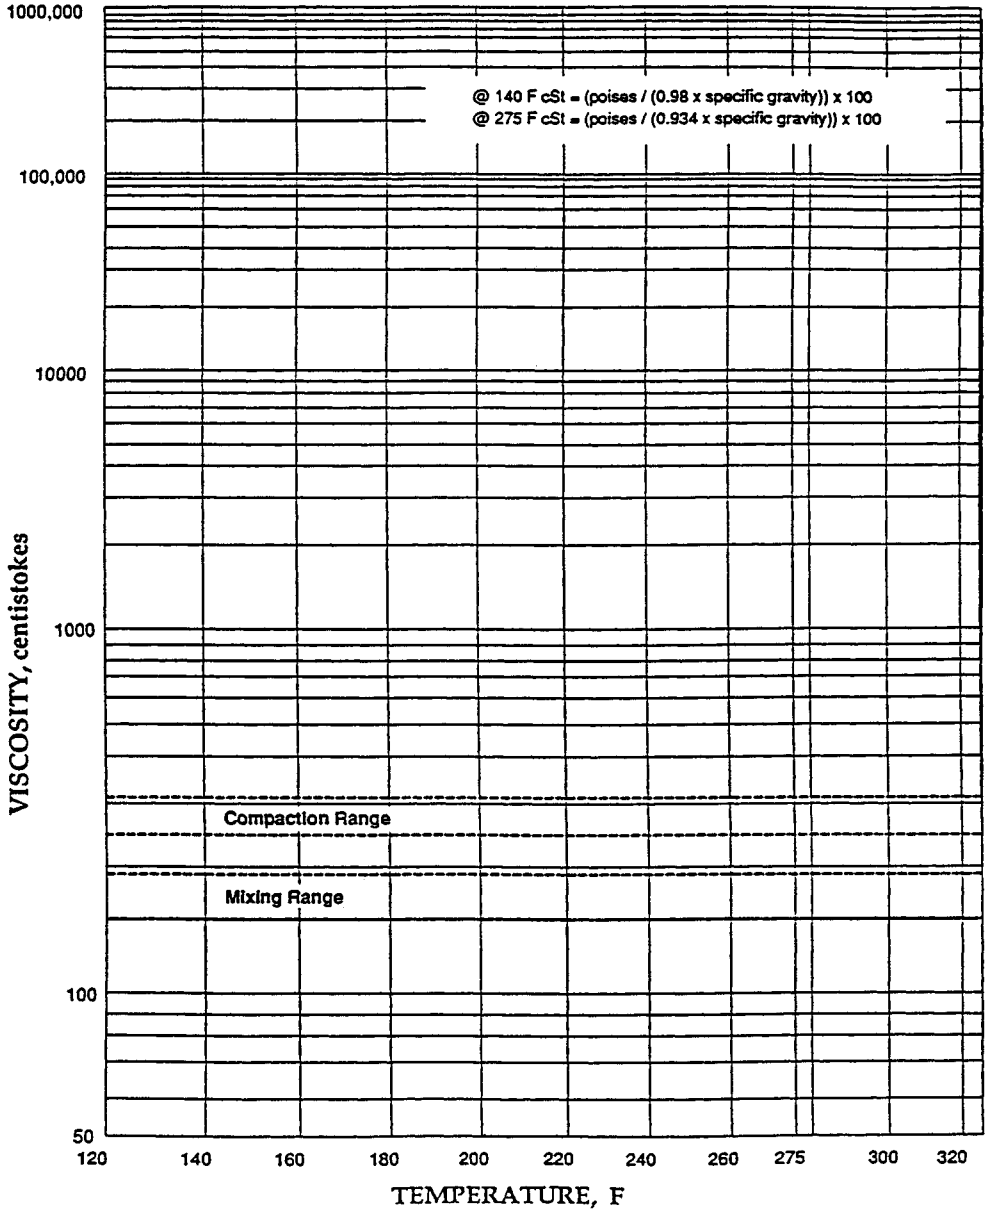 1000,000
@ 140 F cSt = (poises / (0.98 x specific gravity)) x 100
@ 275 F cSt = (poises / (0.934 x specific gravity)) x 100
100,000
10000
VISCOSITY, centistokes
1000
Compaction Range
Mixing Range
100
50
120 140 160 180 200 220 240 260 275 300 320
TEMPERATURE, F